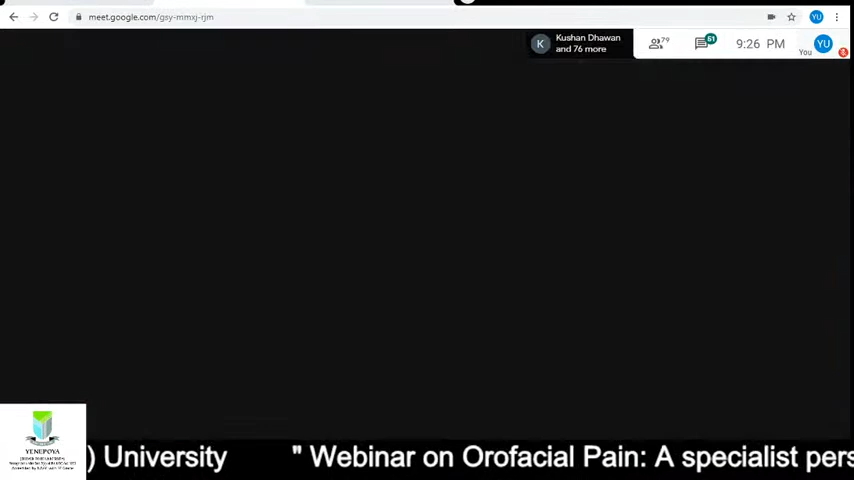 meet.google.com/gsy-mmxj-rjm
YU
K
Kushan Dhawan
and 76 more
79
51
9:26 PM
You
YU
YENEPOYA
) University " Webinar on Orofacial Pain: A specialist pers